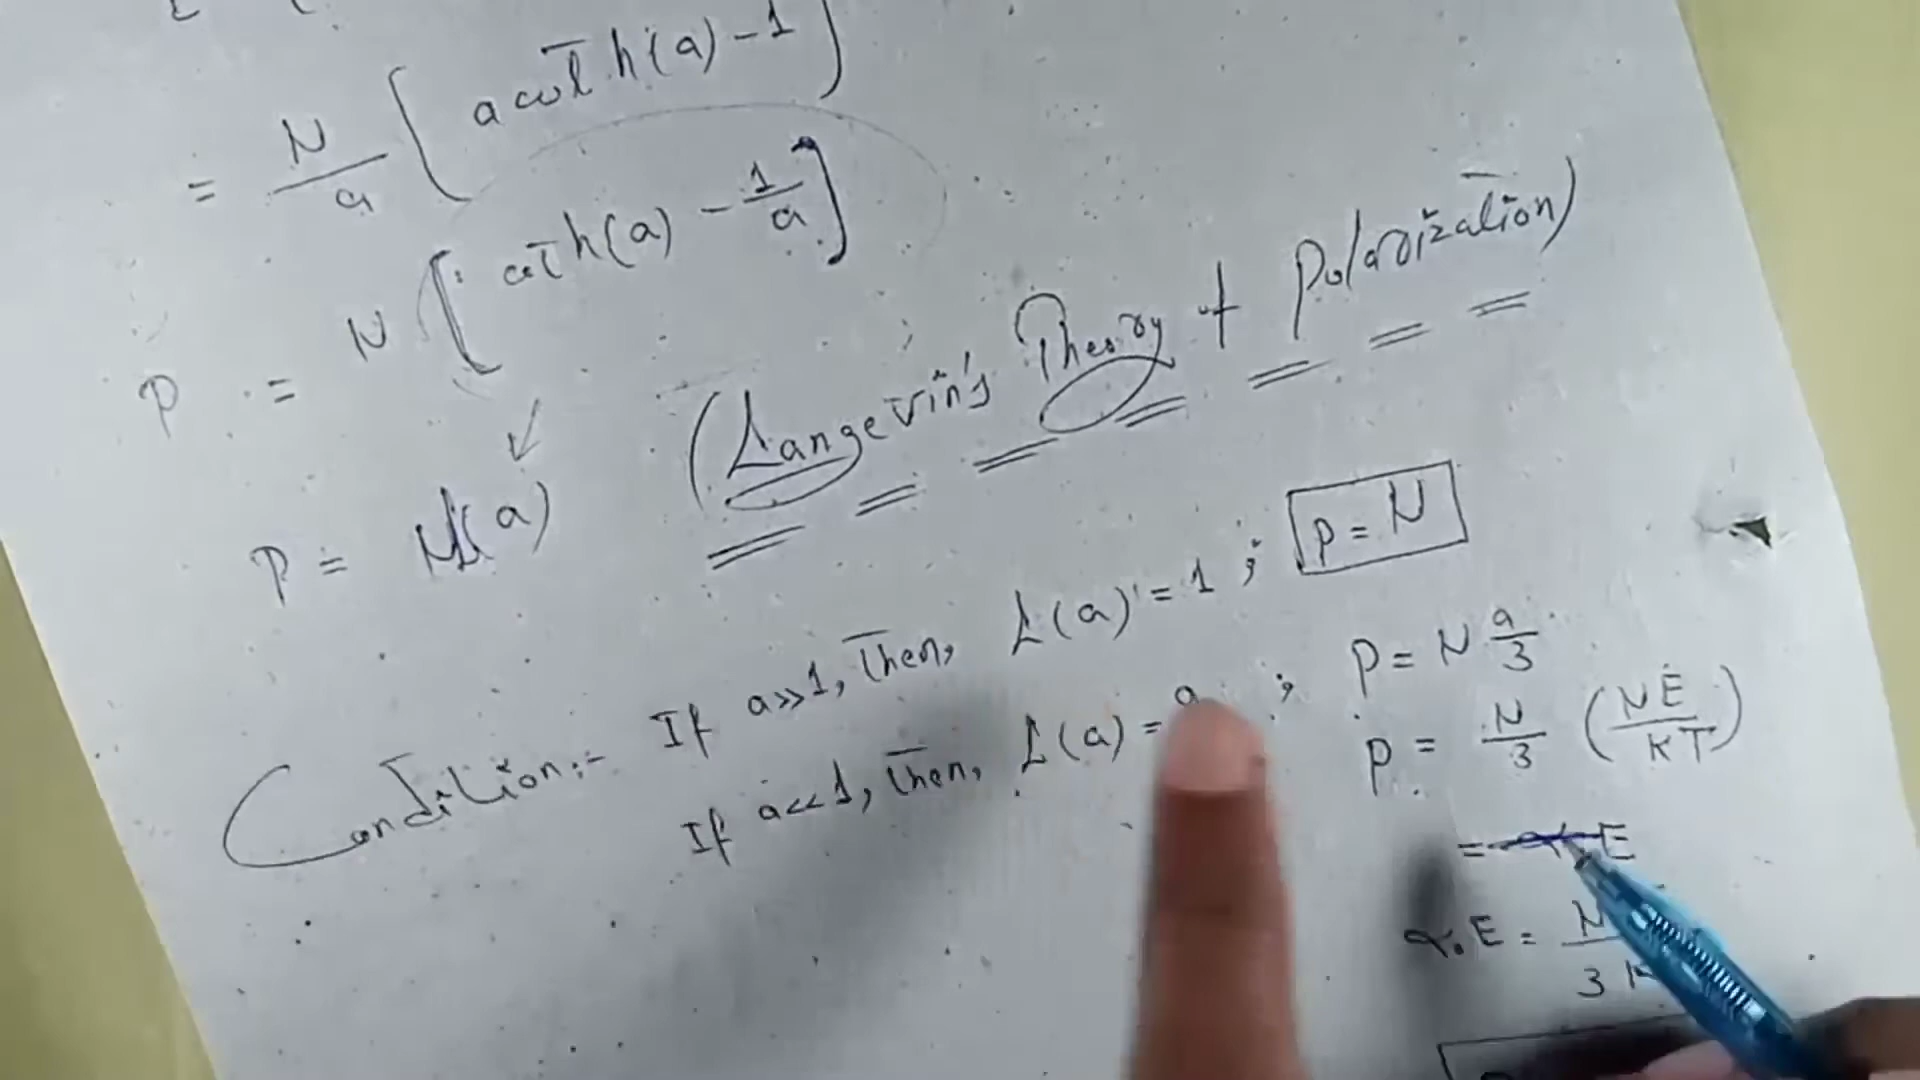 = N/a [ a coth(a) - 1 ]
P = N [ coth(a) - 1/a ]
(Langevin's Theory of Polarization)
P = NL(a)
Condition:- If a>>1, Then, L(a) = 1 ; P = N
If a<<1, Then, L(a) = a ; P = N a/3
P = N/3 (NE/KT)
= E
α. E = N/3